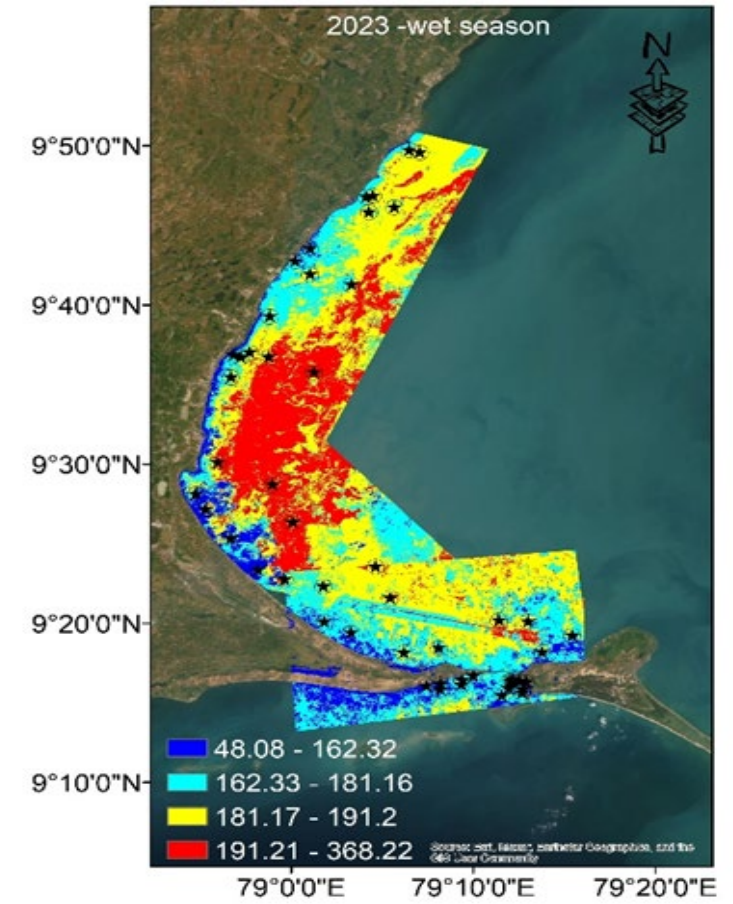 2023 -wet season
N
9°50'0"N
9°40'0"N
9°30'0"N
9°20'0"N
9°10'0"N
48.08 - 162.32
162.33 - 181.16
181.17 - 191.2
191.21 - 368.22
Source: Esri, Maxar, Earthstar Geographics, and the
GIS User Community
79°0'0"E 79°10'0"E 79°20'0"E